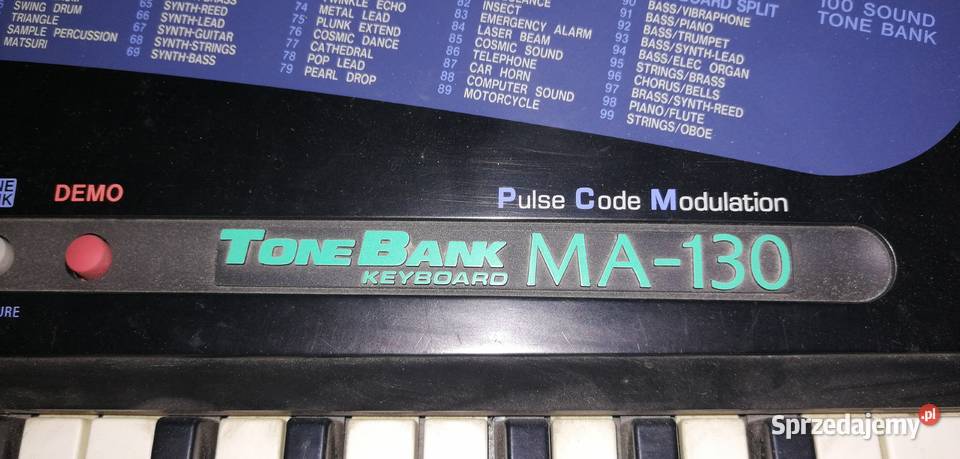 SWING DRUM
TRIANGLE
SAMPLE PERCUSSION
MATSURI
65
66 SYNTH-REED
67 SYNTH-LEAD
68 SYNTH-GUITAR
69 SYNTH-STRINGS
SYNTH-BASS
TWINKLE ECHO
74 METAL LEAD
75 PLUNK EXTEND
76 COSMIC DANCE
77 CATHEDRAL
78 POP LEAD
79 PEARL DROP
82 INSECT
83 EMERGENCY ALARM
84 LASER BEAM
85 COSMIC SOUND
86 TELEPHONE
87 CAR HORN
88 COMPUTER SOUND
89 MOTORCYCLE
SPLIT
90 BASS/VIBRAPHONE
91 BASS/PIANO
92 BASS/TRUMPET
93 BASS/SYNTH-LEAD
94 BASS/ELEC ORGAN
95 STRINGS/BRASS
96 CHORUS/BELLS
97 BRASS/SYNTH-REED
98 PIANO/FLUTE
99 STRINGS/OBOE
100 SOUND
TONE BANK
DEMO
Pulse Code Modulation
TONEBANK
KEYBOARD
MA-130
Sprzedajemy.pl